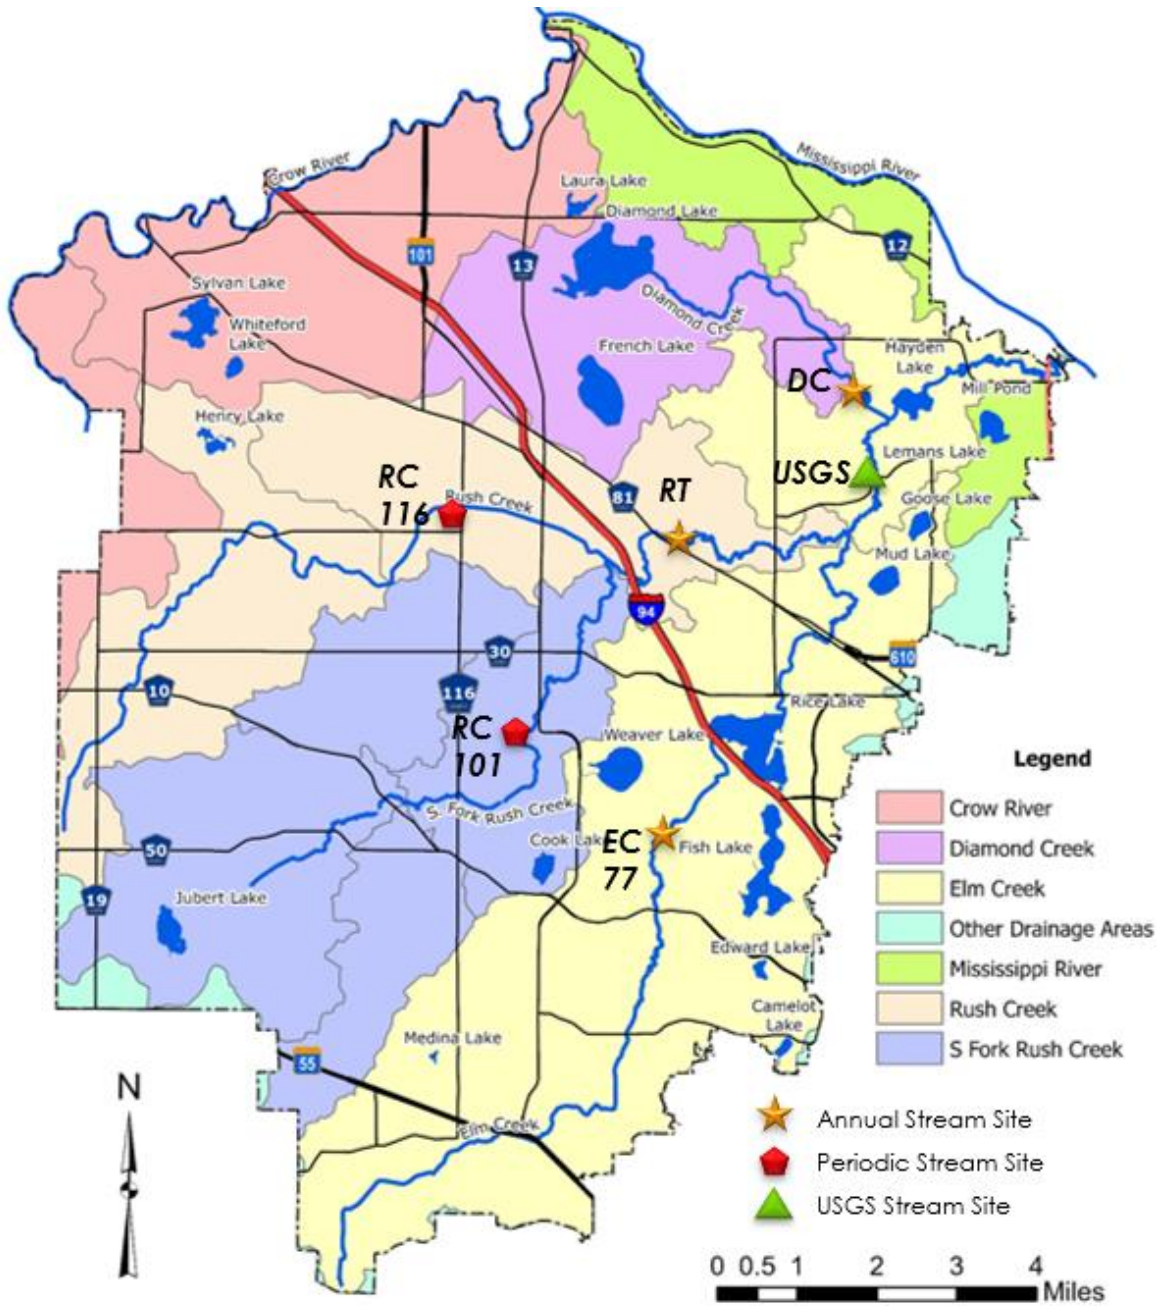 Mississippi River
Crow River
Laura Lake
Diamond Lake
12
101
13
Sylvan Lake
Diamond Creek
Whiteford
Lake
French Lake
Hayden
Lake
DC
Mill Pond
Henry Lake
Lemans Lake
RC
116
Rush Creek
81
RT
USGS
Goose Lake
Mud Lake
94
30
610
10
116
Rice Lake
RC
101
Weaver Lake
Legend
Crow River
Diamond Creek
Elm Creek
Other Drainage Areas
Mississippi River
Rush Creek
S Fork Rush Creek
S. Fork Rush Creek
50
Cook Lake
EC
77
Fish Lake
19
Jubert Lake
Edward Lake
Camelot
Lake
Medina Lake
55
Elm Creek
N
Annual Stream Site
Periodic Stream Site
USGS Stream Site
0 0.5 1 2 3 4
Miles